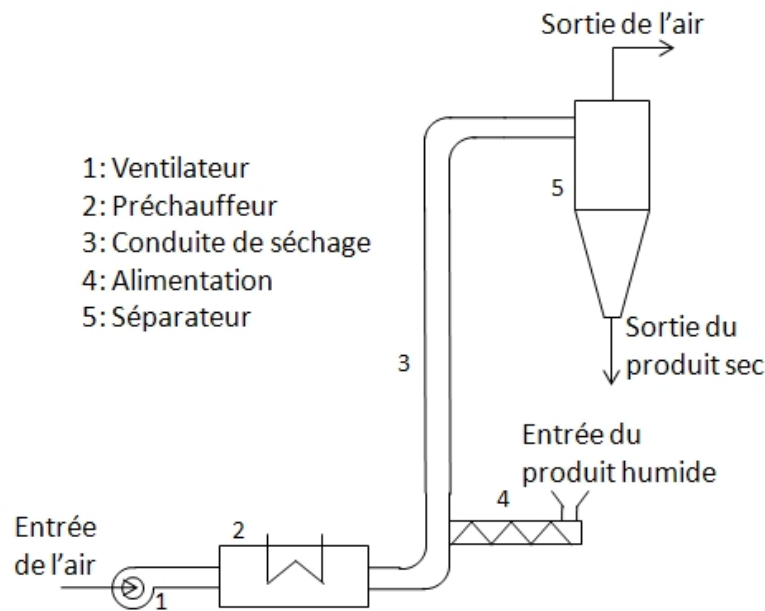 Sortie de l'air
1: Ventilateur
2: Préchauffeur
3: Conduite de séchage
4: Alimentation
5: Séparateur
5
Sortie du
produit sec
3
Entrée du
produit humide
4
Entrée
de l'air
2
1